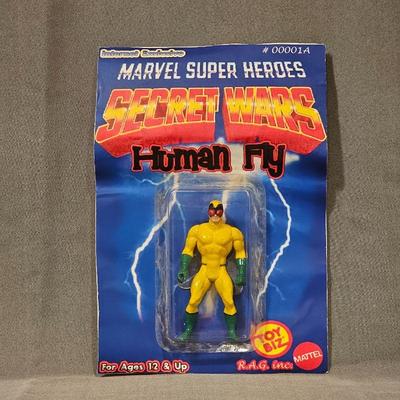 Internet Exclusive
# 00001A
MARVEL SUPER HEROES
SECRET WARS
Human Fly
For Ages 12 & Up
TOY
BIZ
R.A.G. inc.
MATTEL